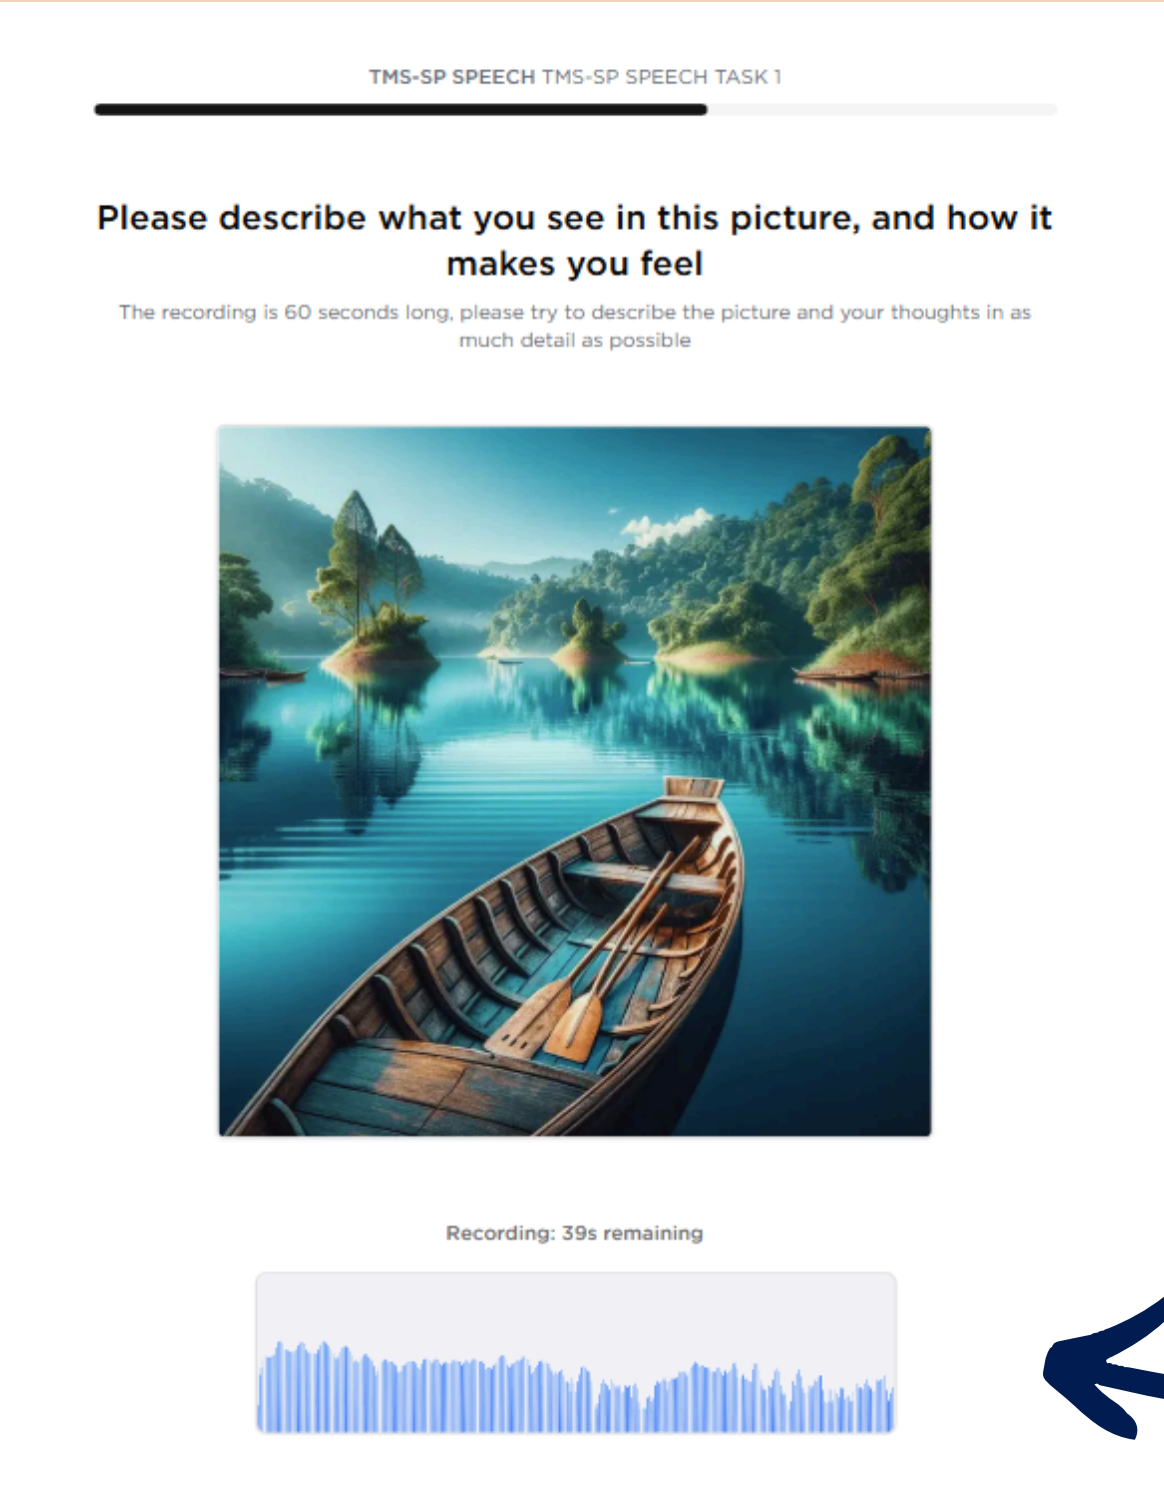 TMS-SP SPEECH TMS-SP SPEECH TASK 1
Please describe what you see in this picture, and how it
makes you feel
The recording is 60 seconds long, please try to describe the picture and your thoughts in as
much detail as possible
Recording: 39s remaining